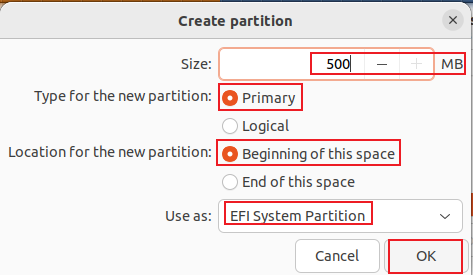 Create partition
Size: 500 MB
Type for the new partition: Primary
Logical
Location for the new partition: Beginning of this space
End of this space
Use as: EFI System Partition
Cancel OK